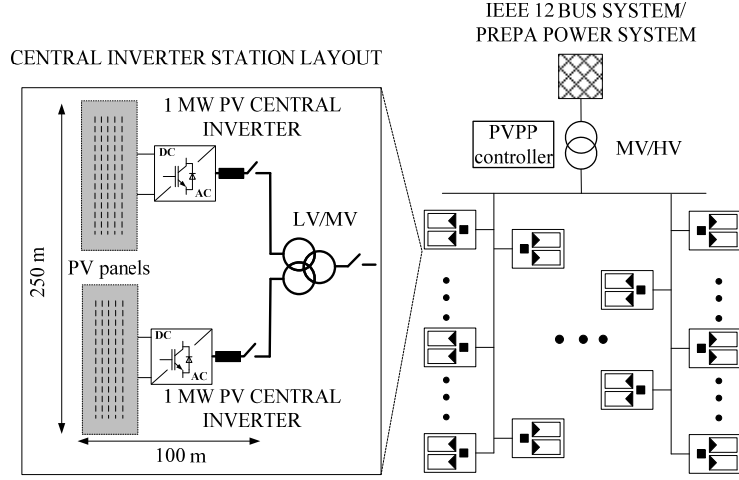 IEEE 12 BUS SYSTEM/
PREPA POWER SYSTEM
CENTRAL INVERTER STATION LAYOUT
1 MW PV CENTRAL
INVERTER
DC
AC
PVPP
controller
MV/HV
LV/MV
250 m
PV panels
DC
AC
1 MW PV CENTRAL
INVERTER
100 m